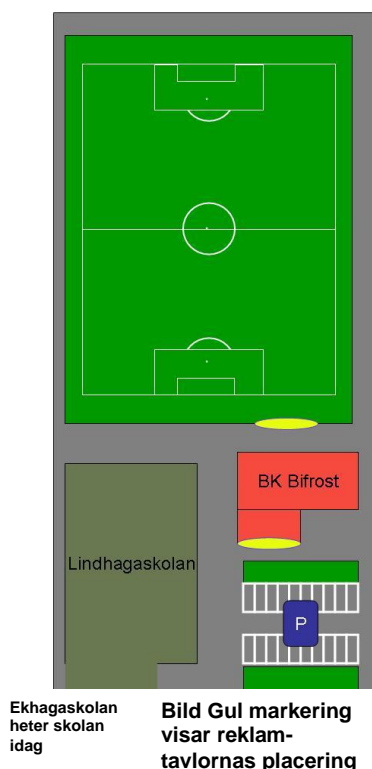 BK Bifrost
Lindhagaskolan
P
Ekhagaskolan
heter skolan
idag
Bild Gul markering
visar reklam-
tavlornas placering